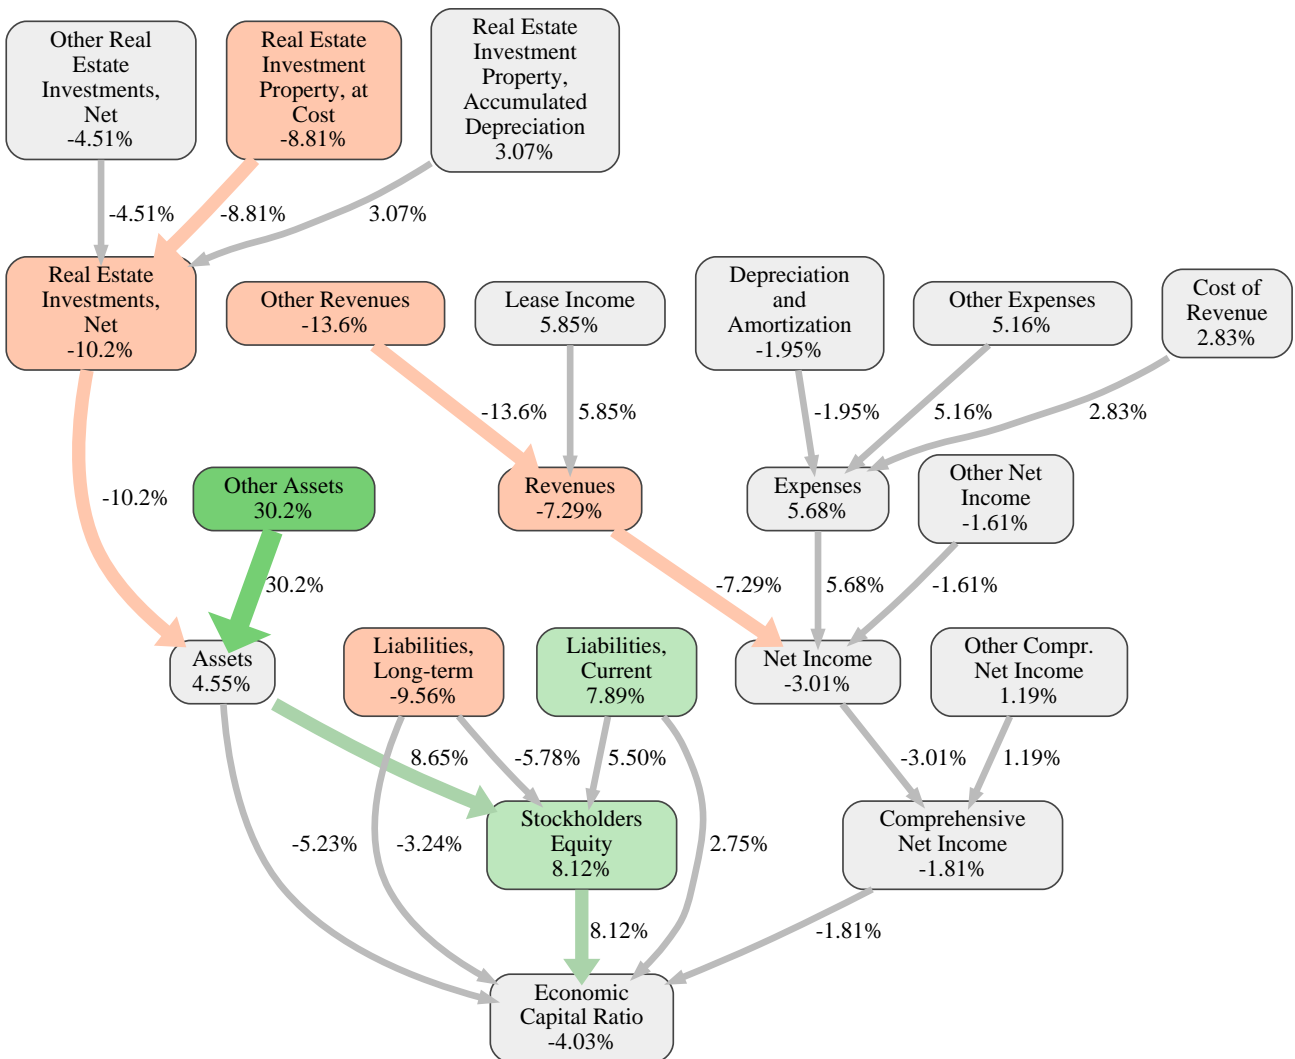 Other Real
Estate
Investments,
Net
-4.51%
Real Estate
Investment
Property, at
Cost
-8.81%
Real Estate
Investment
Property,
Accumulated
Depreciation
3.07%
-4.51%
-8.81%
3.07%
Real Estate
Investments,
Net
-10.2%
Other Revenues
-13.6%
Lease Income
5.85%
Depreciation
and
Amortization
-1.95%
Other Expenses
5.16%
Cost of
Revenue
2.83%
-13.6%
5.85%
-1.95%
5.16%
2.83%
-10.2%
Other Assets
30.2%
Revenues
-7.29%
Expenses
5.68%
Other Net
Income
-1.61%
30.2%
-7.29%
5.68%
-1.61%
Assets
4.55%
Liabilities,
Long-term
-9.56%
Liabilities,
Current
7.89%
Net Income
-3.01%
Other Compr.
Net Income
1.19%
8.65%
-5.78%
5.50%
-3.01%
1.19%
-5.23%
-3.24%
Stockholders
Equity
8.12%
2.75%
Comprehensive
Net Income
-1.81%
8.12%
-1.81%
Economic
Capital Ratio
-4.03%